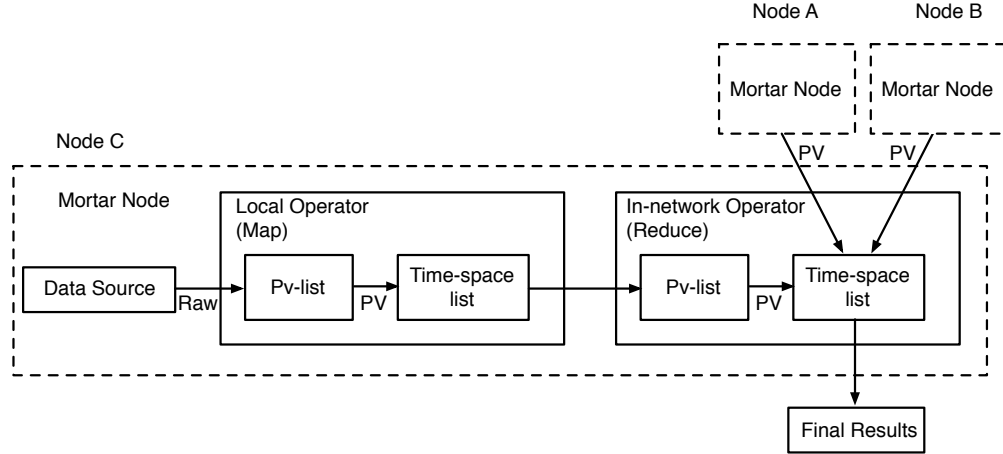 Node A
Node B
Mortar Node
Mortar Node
Node C
PV
PV
Mortar Node
Local Operator
(Map)
In-network Operator
(Reduce)
Data Source
Raw
Pv-list
PV
Time-space
list
Pv-list
PV
Time-space
list
Final Results